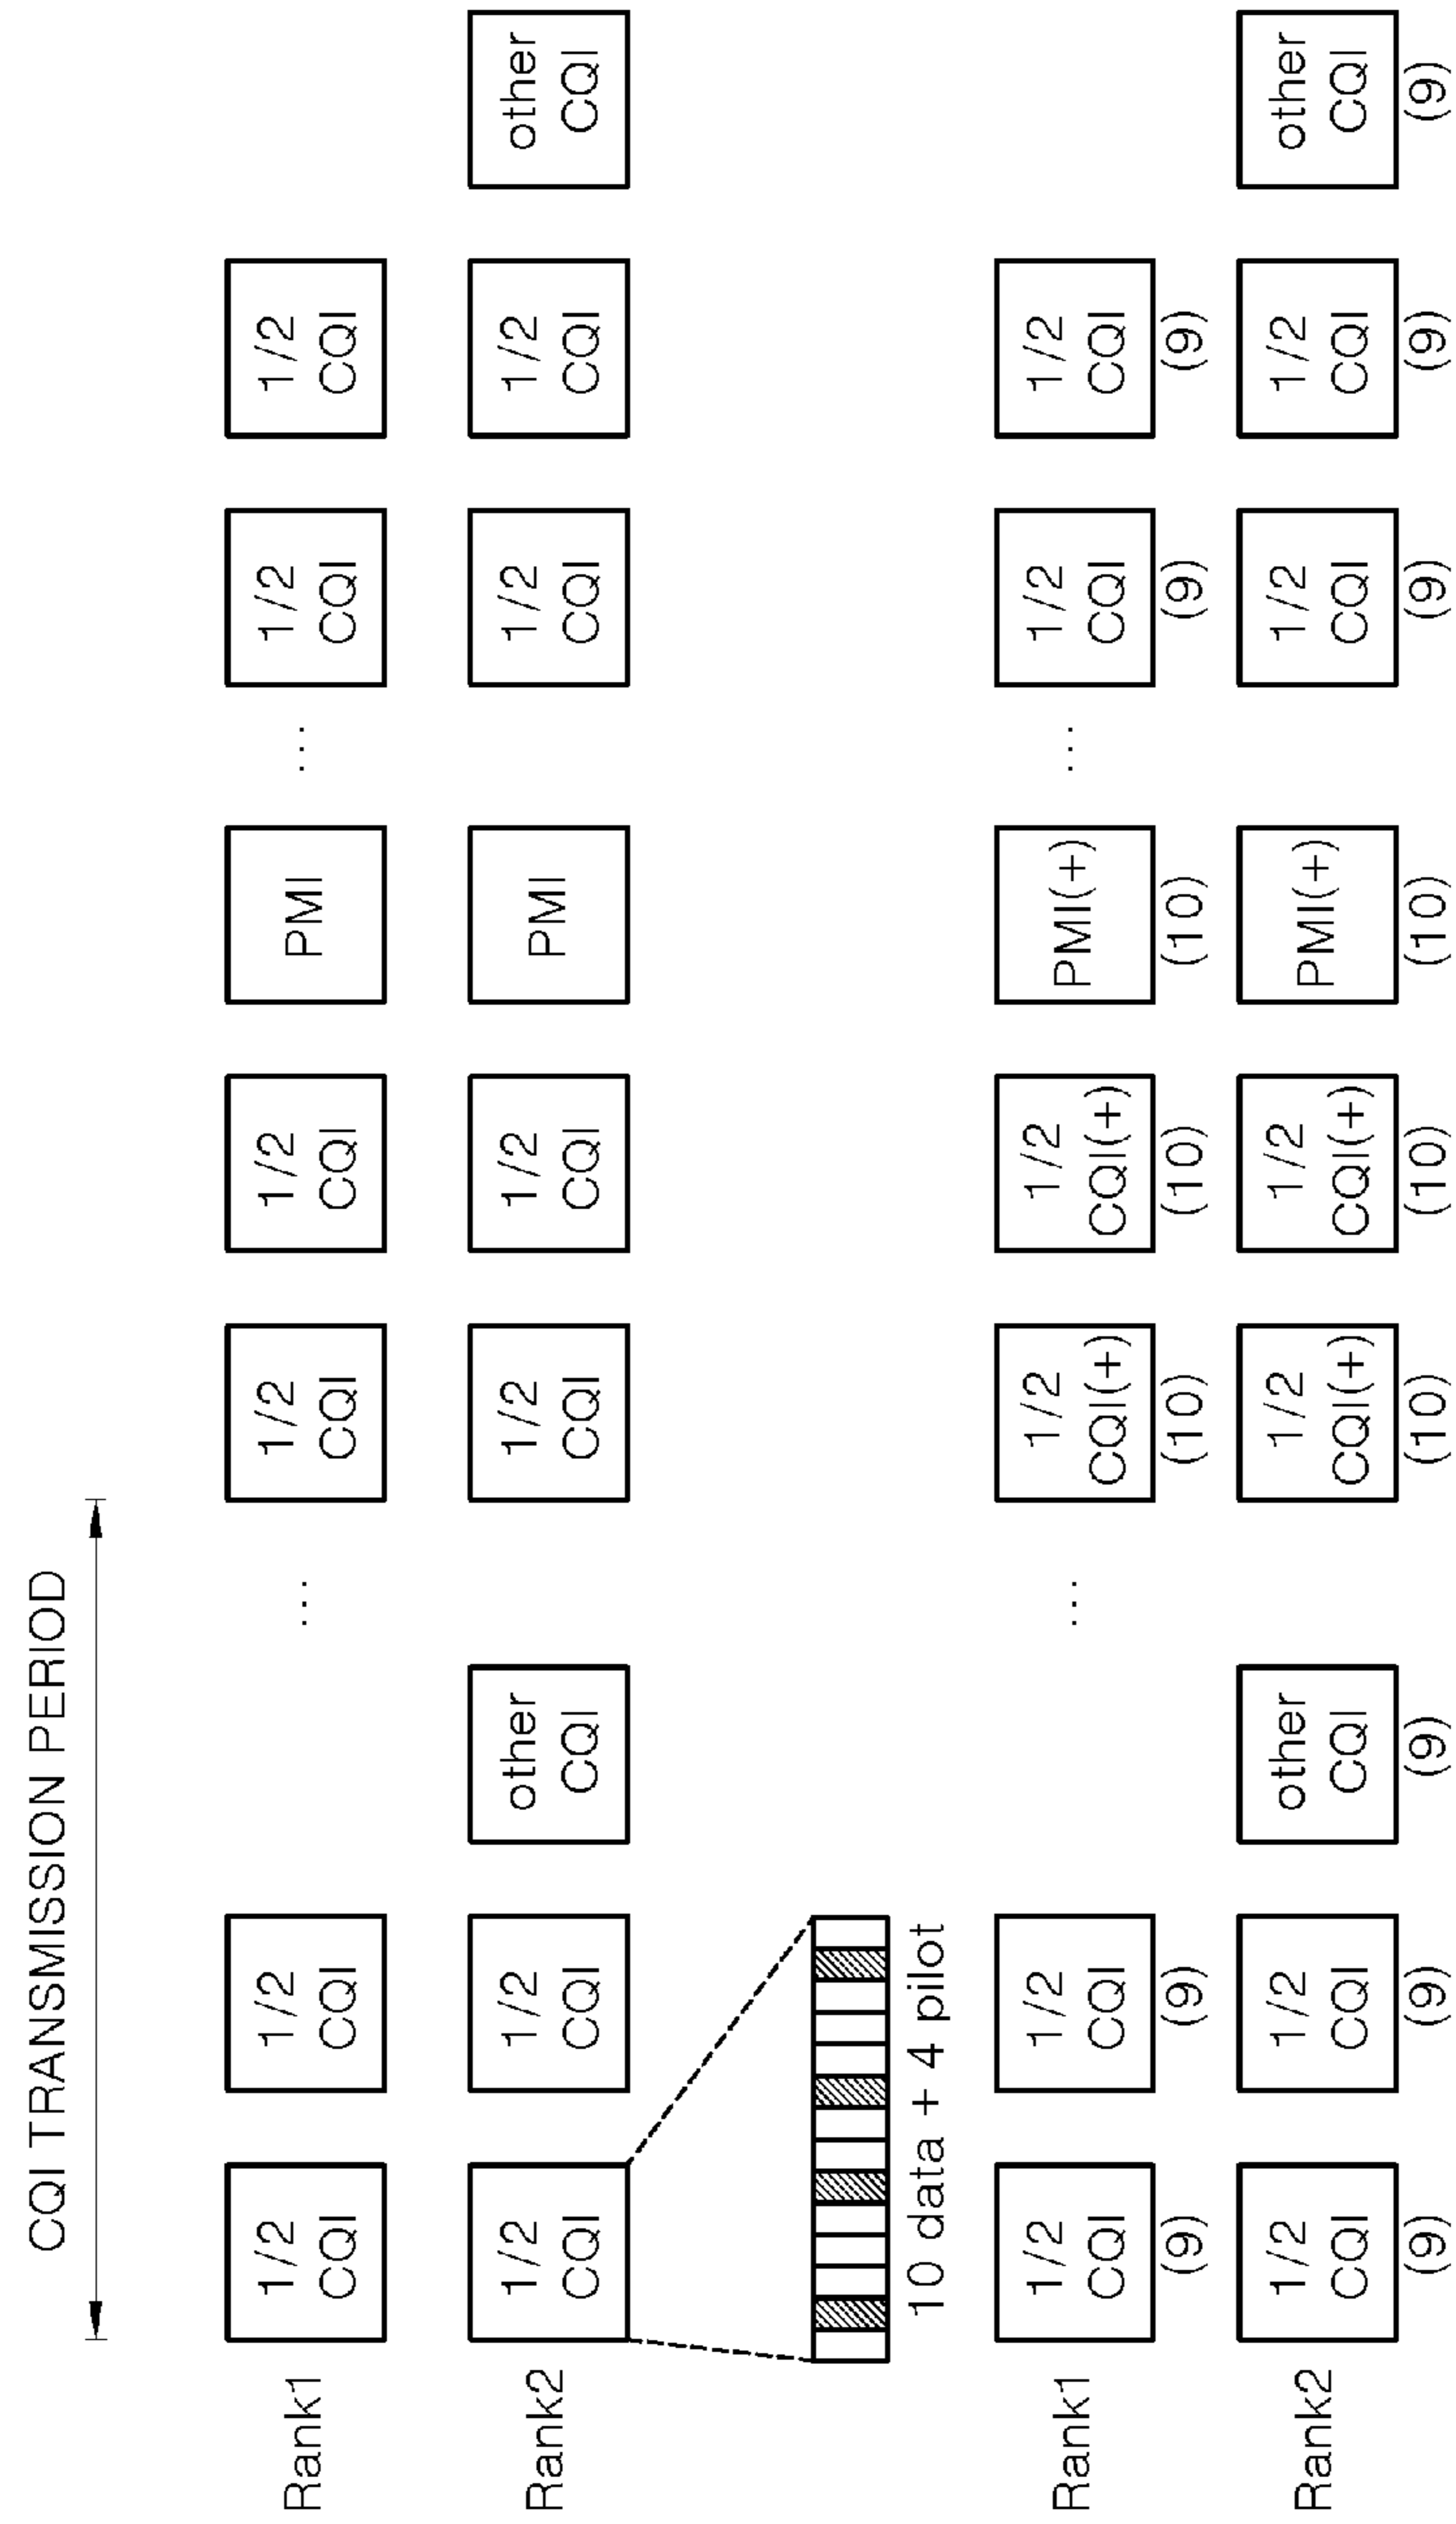 CQI TRANSMISSION PERIOD
Rank1
1/2
CQI
1/2
CQI
...
1/2
CQI
1/2
CQI
PMI
...
1/2
CQI
1/2
CQI
Rank2
1/2
CQI
1/2
CQI
other
CQI
1/2
CQI
1/2
CQI
PMI
1/2
CQI
1/2
CQI
other
CQI
10 data + 4 pilot
Rank1
1/2
CQI
(9)
1/2
CQI
(9)
...
1/2
CQI(+)
(10)
1/2
CQI(+)
(10)
PMI(+)
(10)
...
1/2
CQI
(9)
1/2
CQI
(9)
Rank2
1/2
CQI
(9)
1/2
CQI
(9)
other
CQI
(9)
1/2
CQI(+)
(10)
1/2
CQI(+)
(10)
PMI(+)
(10)
1/2
CQI
(9)
1/2
CQI
(9)
other
CQI
(9)